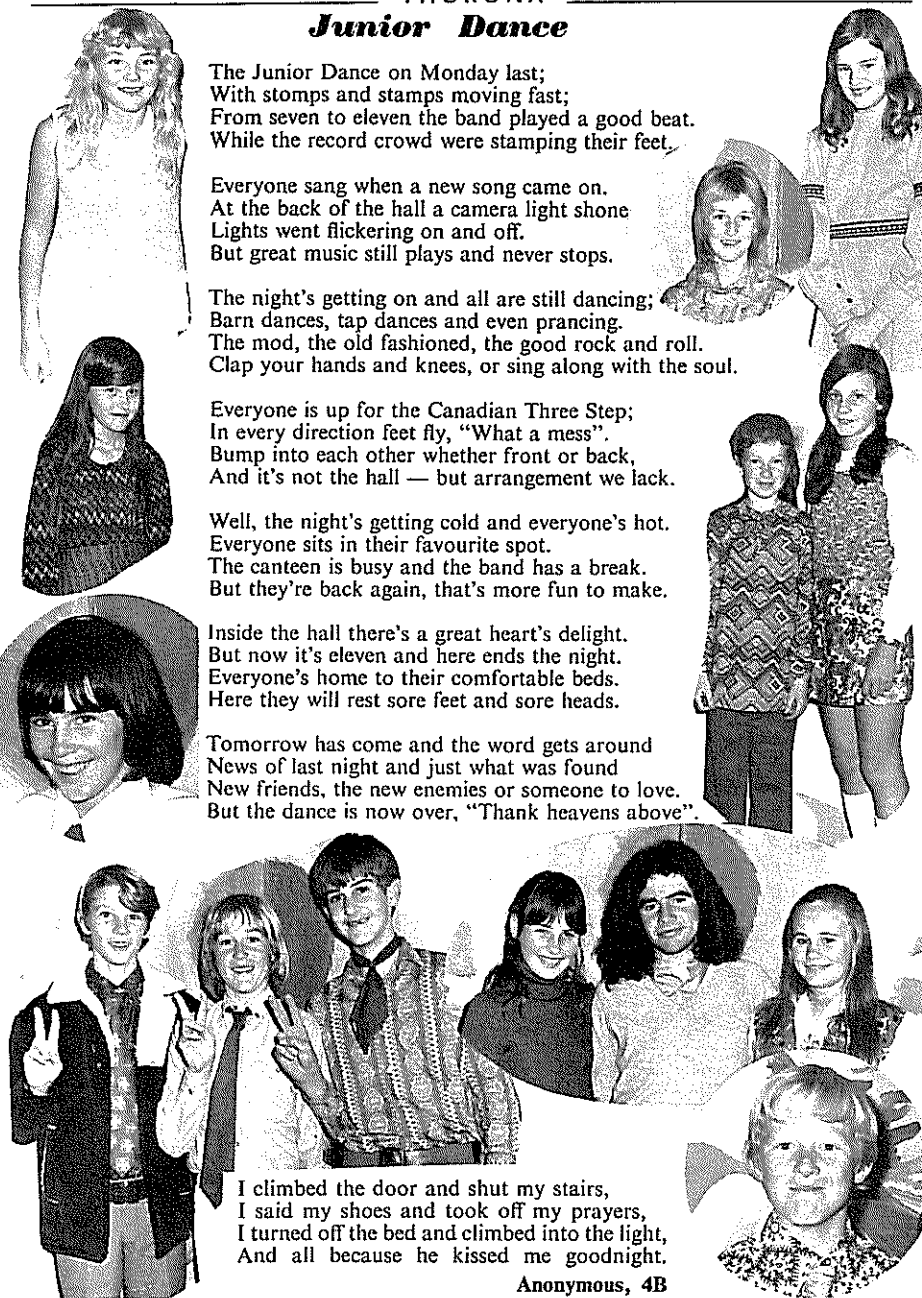 Junior Dance
The Junior Dance on Monday last;
With stomps and stamps moving fast;
From seven to eleven the band played a good beat.
While the record crowd were stamping their feet.
Everyone sang when a new song came on.
At the back of the hall a camera light shone
Lights went flickering on and off.
But great music still plays and never stops.
The night's getting on and all are still dancing;
Barn dances, tap dances and even prancing.
The mod, the old fashioned, the good rock and roll.
Clap your hands and knees, or sing along with the soul.
Everyone is up for the Canadian Three Step;
In every direction feet fly, "What a mess".
Bump into each other whether front or back,
And it's not the hall — but arrangement we lack.
Well, the night's getting cold and everyone's hot.
Everyone sits in their favourite spot.
The canteen is busy and the band has a break.
But they're back again, that's more fun to make.
Inside the hall there's a great heart's delight.
But now it's eleven and here ends the night.
Everyone's home to their comfortable beds.
Here they will rest sore feet and sore heads.
Tomorrow has come and the word gets around
News of last night and just what was found
New friends, the new enemies or someone to love.
But the dance is now over, "Thank heavens above".
I climbed the door and shut my stairs,
I said my shoes and took off my prayers,
I turned off the bed and climbed into the light,
And all because he kissed me goodnight.
Anonymous, 4B